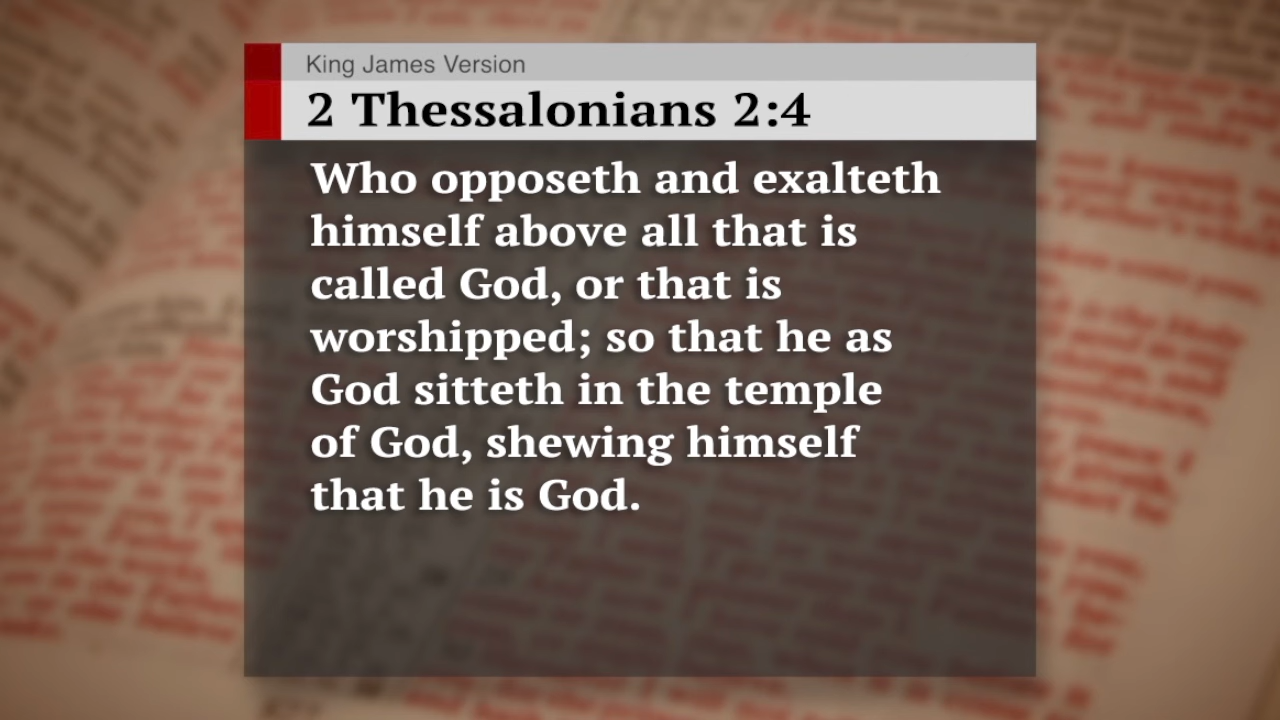 King James Version
2 Thessalonians 2:4
Who opposeth and exalteth
himself above all that is
called God, or that is
worshipped; so that he as
God sitteth in the temple
of God, shewing himself
that he is God.